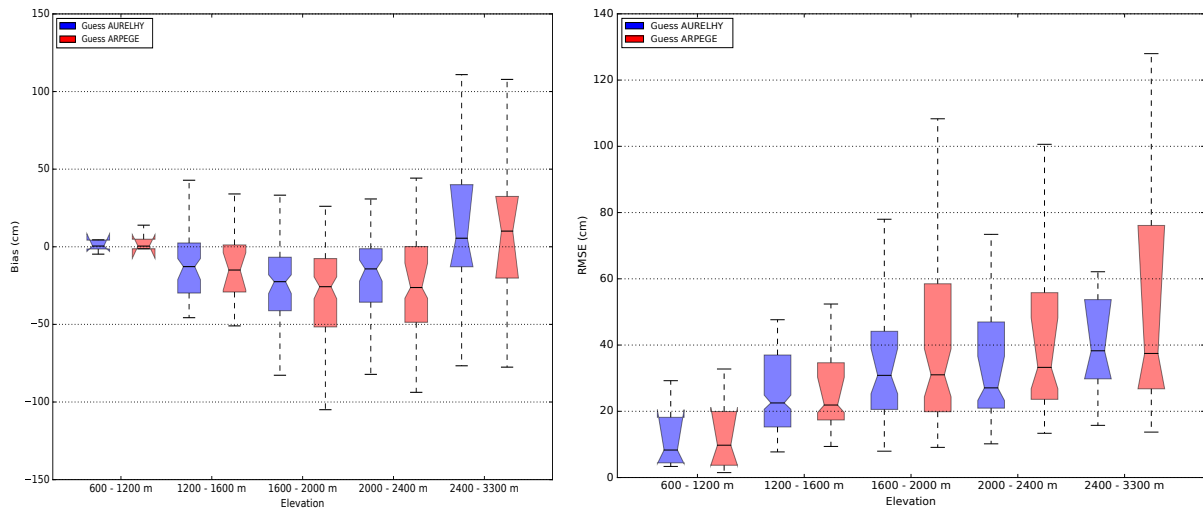 150
100
50
0
−50
−100
−150
Bias (cm)
Guess AURELHY
Guess ARPEGE
600 - 1200 m
1200 - 1600 m
1600 - 2000 m
2000 - 2400 m
2400 - 3300 m
Elevation
140
120
100
80
60
40
20
0
RMSE (cm)
Guess AURELHY
Guess ARPEGE
600 - 1200 m
1200 - 1600 m
1600 - 2000 m
2000 - 2400 m
2400 - 3300 m
Elevation